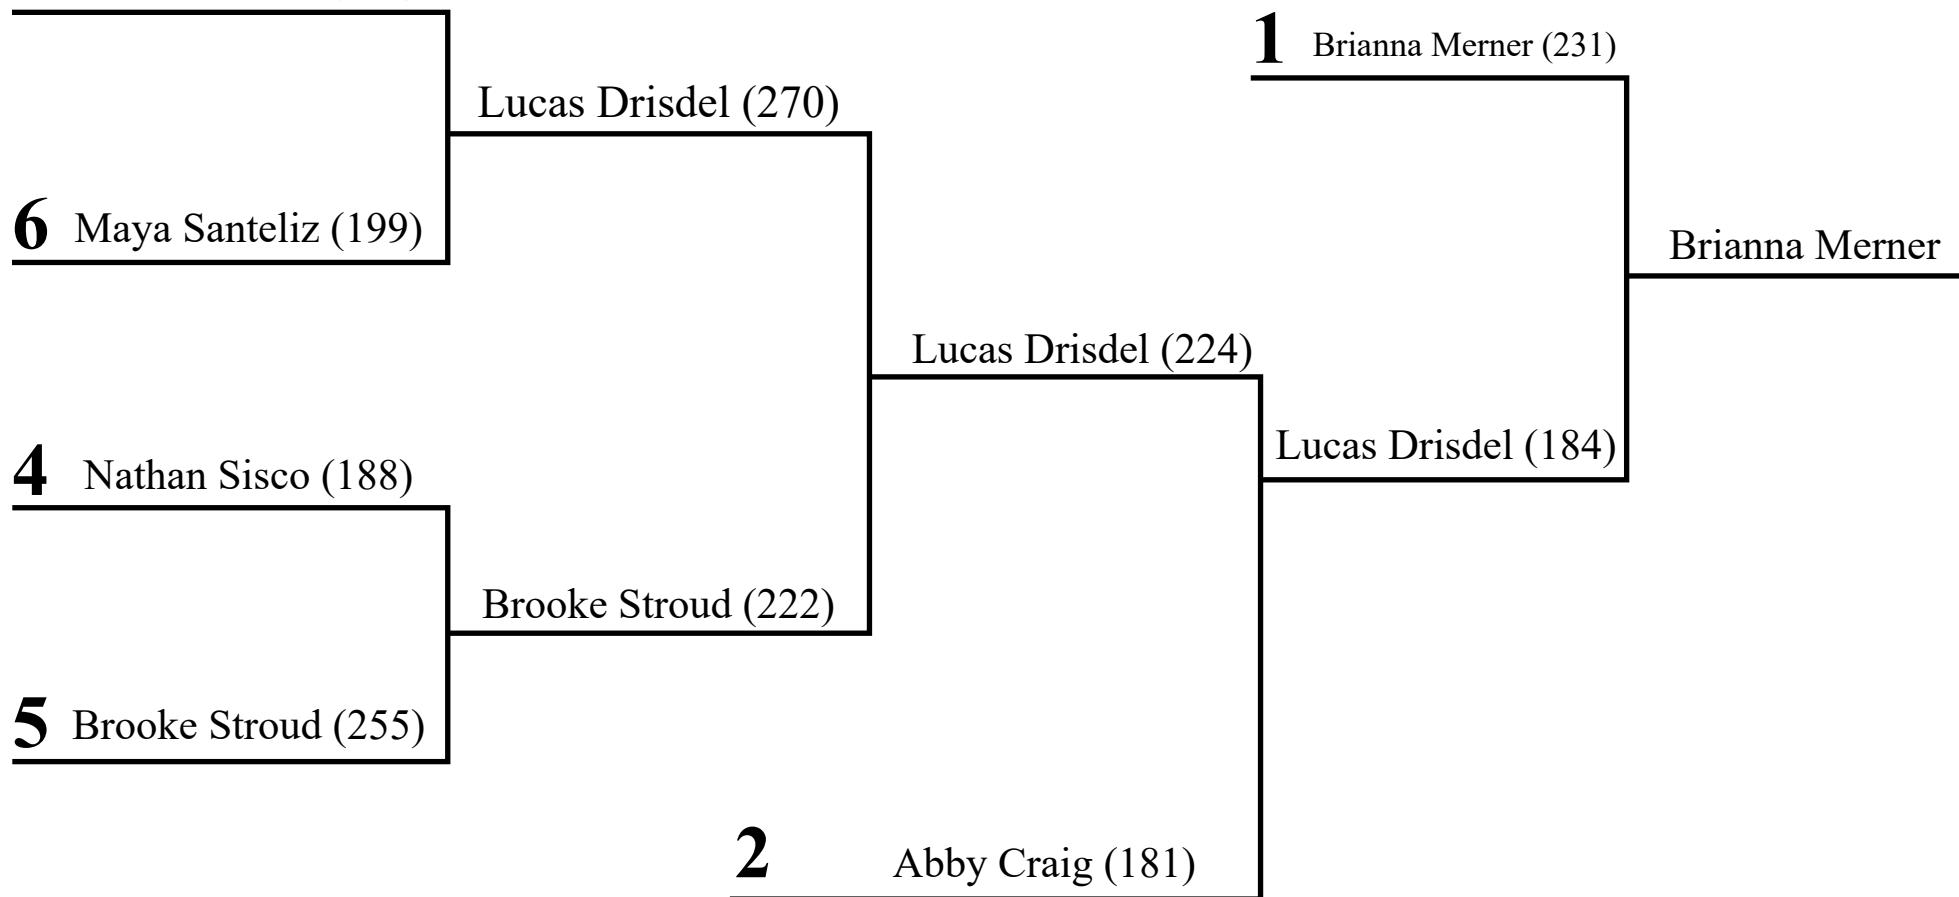 1 Brianna Merner (231)
Lucas Drisdel (270)
6 Maya Santeliz (199)
Brianna Merner
Lucas Drisdel (224)
Lucas Drisdel (184)
4 Nathan Sisco (188)
Brooke Stroud (222)
5 Brooke Stroud (255)
2 Abby Craig (181)